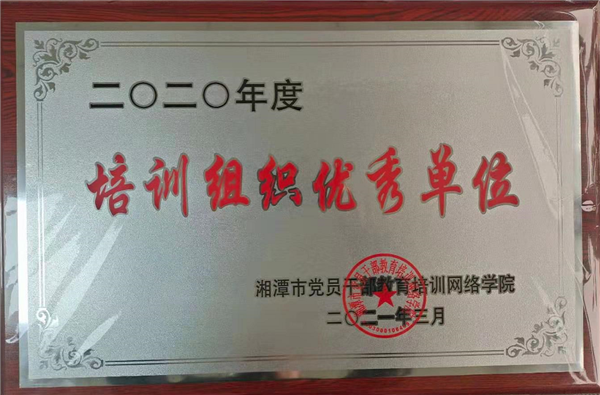 二〇二〇年度
培训组织优秀单位
湘潭市党员干部教育培训网络学院
二〇二一年三月